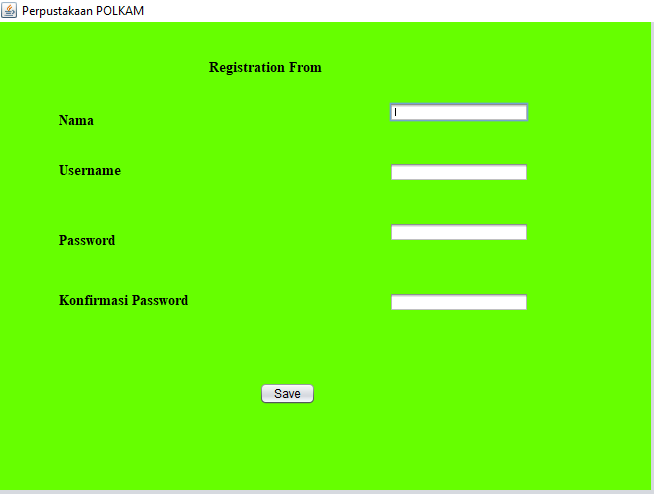 Perpustakaan POLKAM
Registration From
Nama
Username
Password
Konfirmasi Password
Save